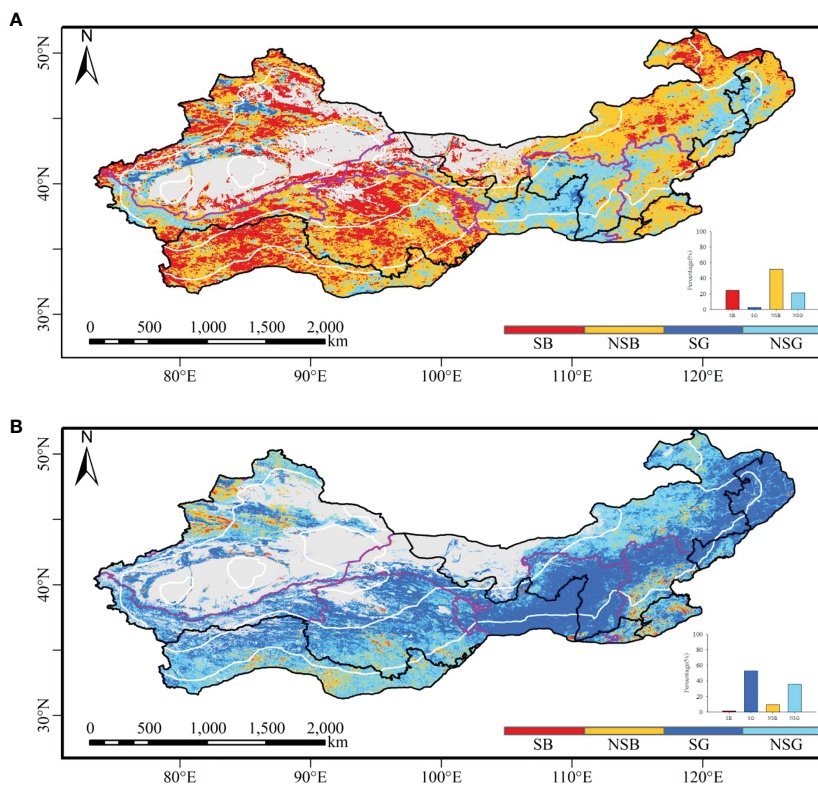 A
N
50°N
40°N
30°N
100
80
60
40
20
0
Percentage(%)
SB SG NSB NSG
0 500 1,000 1,500 2,000
km
SB NSB SG NSG
80°E 90°E 100°E 110°E 120°E
B
N
50°N
40°N
30°N
100
80
60
40
20
0
Percentage(%)
SB SG NSB NSG
0 500 1,000 1,500 2,000
km
SB NSB SG NSG
80°E 90°E 100°E 110°E 120°E